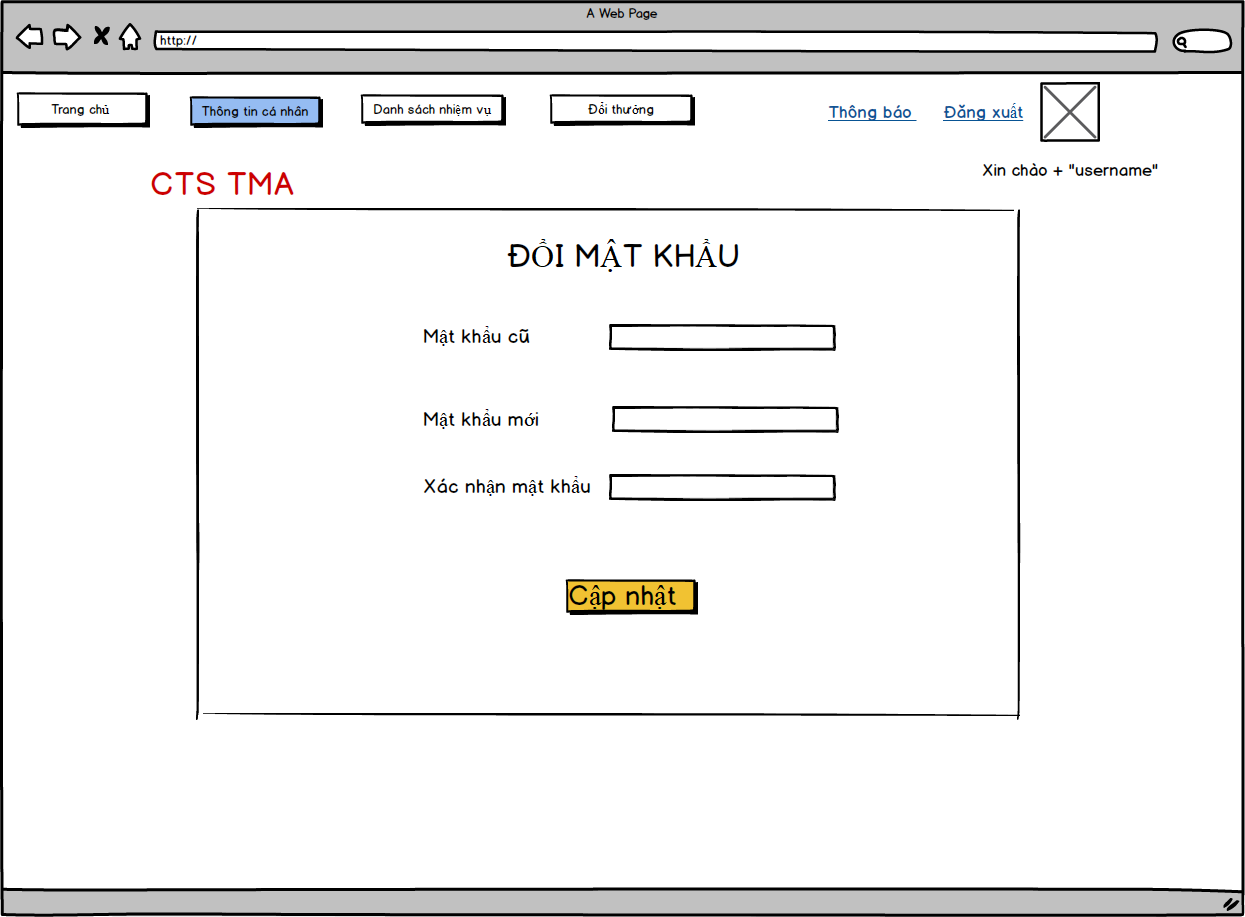 A Web Page
http://
Trang chủ
Thông tin cá nhân
Danh sách nhiệm vụ
Đổi thưởng
Thông báo
Đăng xuất
Xin chào + "username"
CTS TMA
ĐỔI MẬT KHẨU
Mật khẩu cũ
Mật khẩu mới
Xác nhận mật khẩu
Cập nhật